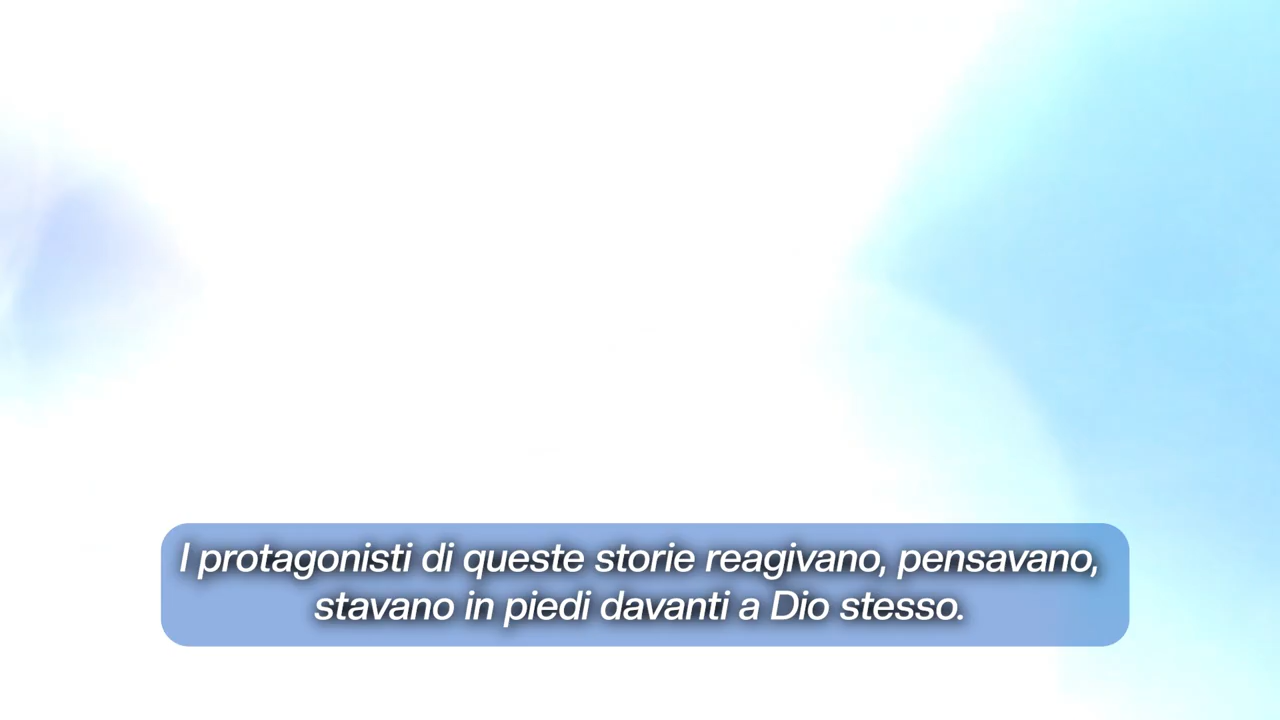 I protagonisti di queste storie reagivano, pensavano,
stavano in piedi davanti a Dio stesso.